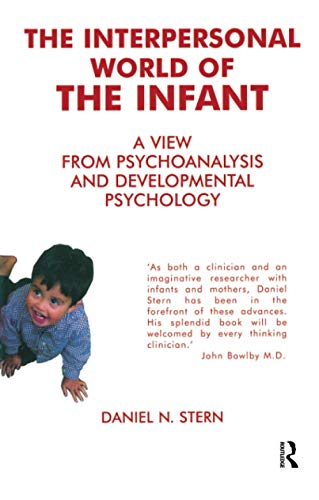 THE INTERPERSONAL
WORLD OF
THE INFANT
A VIEW
FROM PSYCHOANALYSIS
AND DEVELOPMENTAL
PSYCHOLOGY
'As both a clinician and an
imaginative researcher with
infants and mothers, Daniel
Stern has been in the
forefront of these advances.
His splendid book will be
welcomed by every thinking
clinician.'
John Bowlby M.D.
DANIEL N. STERN
R
ROUTLEDGE